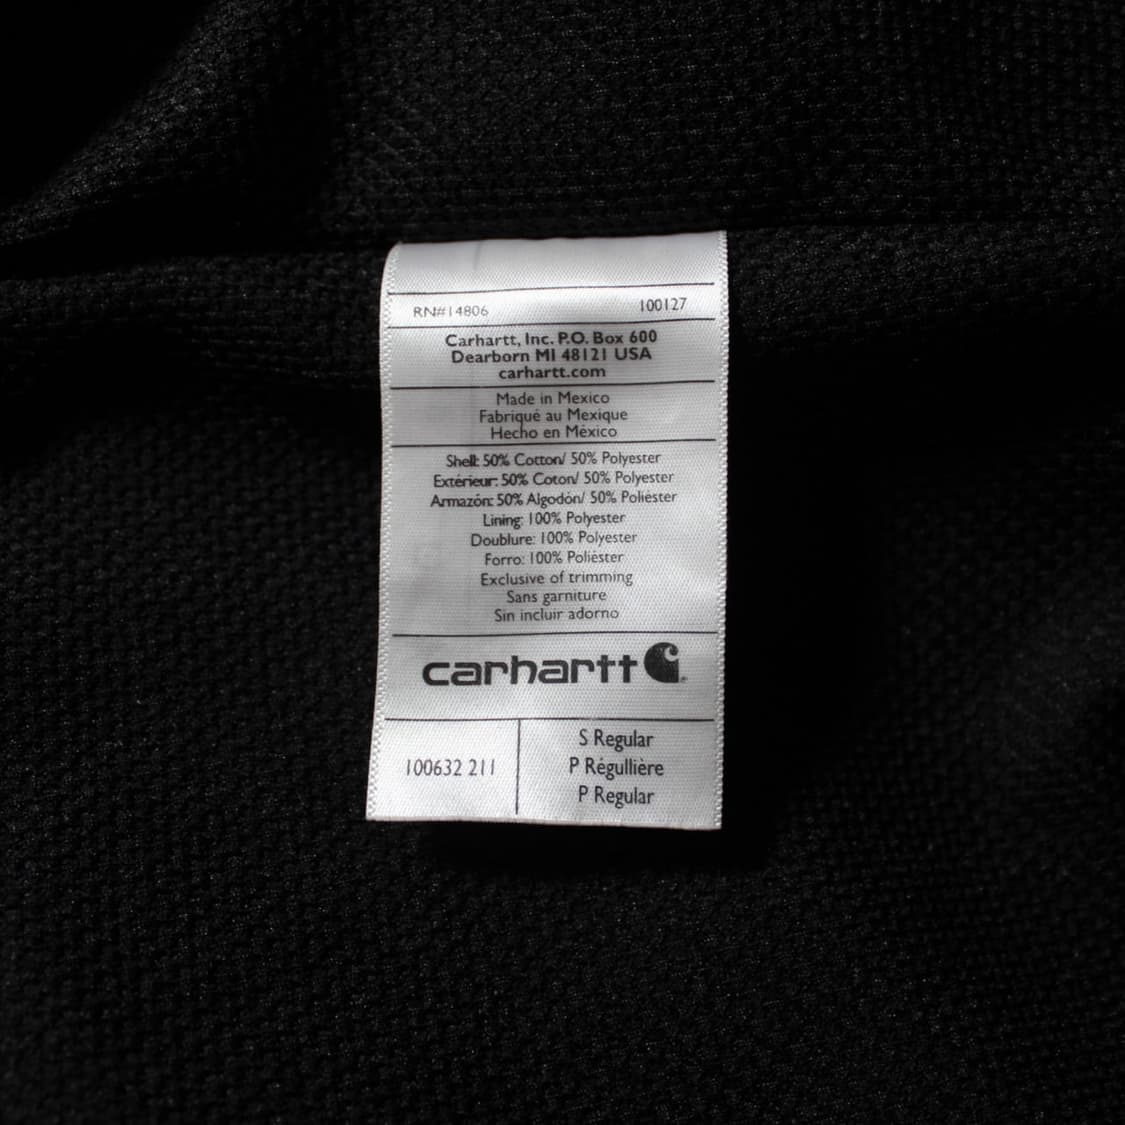 RN#14806 100127
Carhartt, Inc. P.O. Box 600
Dearborn MI 48121 USA
carhartt.com
Made in Mexico
Fabriqué au Mexique
Hecho en México
Shell: 50% Cotton/ 50% Polyester
Extérieur: 50% Coton/ 50% Polyester
Armazón: 50% Algodón/ 50% Poliéster
Lining: 100% Polyester
Doublure: 100% Polyester
Forro: 100% Poliéster
Exclusive of trimming
Sans garniture
Sin incluir adorno
carhartt
100632 211
S Regular
P Régullière
P Regular